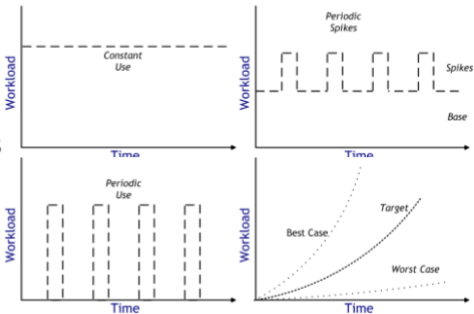 Workload
Constant
Use
Time
Workload
Periodic
Spikes
Spikes
Base
Time
Workload
Periodic
Use
Time
Workload
Best Case
Target
Worst Case
Time